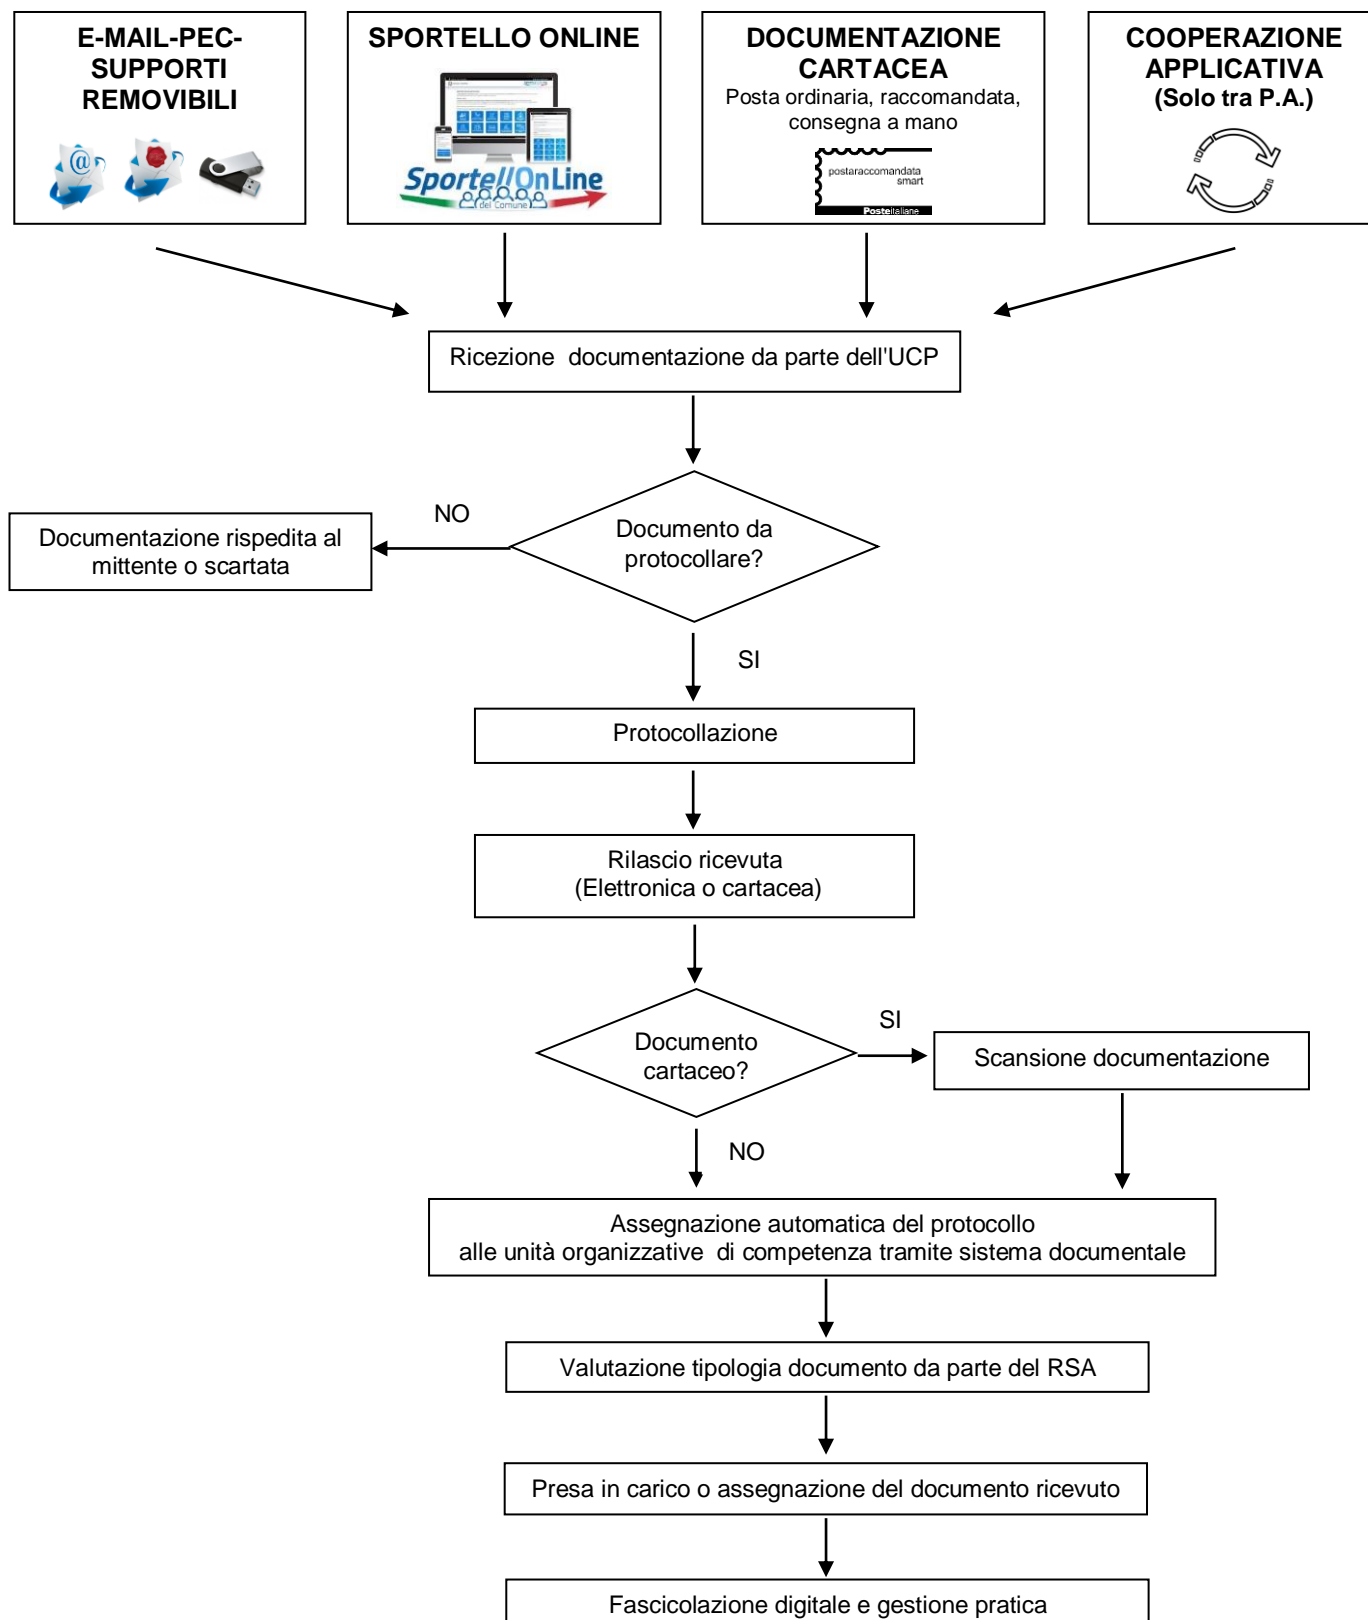 E-MAIL-PEC-
SUPPORTI
REMOVIBILI
@
SPORTELLO ONLINE
SportellOnLine
del Comune
DOCUMENTAZIONE
CARTACEA
Posta ordinaria, raccomandata,
consegna a mano
postaraccomandata
smart
Posteitaliane
COOPERAZIONE
APPLICATIVA
(Solo tra P.A.)
Ricezione documentazione da parte dell'UCP
Documento da
protocollare?
NO
Documentazione rispedita al
mittente o scartata
SI
Protocollazione
Rilascio ricevuta
(Elettronica o cartacea)
Documento
cartaceo?
SI
Scansione documentazione
NO
Assegnazione automatica del protocollo
alle unità organizzative di competenza tramite sistema documentale
Valutazione tipologia documento da parte del RSA
Presa in carico o assegnazione del documento ricevuto
Fascicolazione digitale e gestione pratica